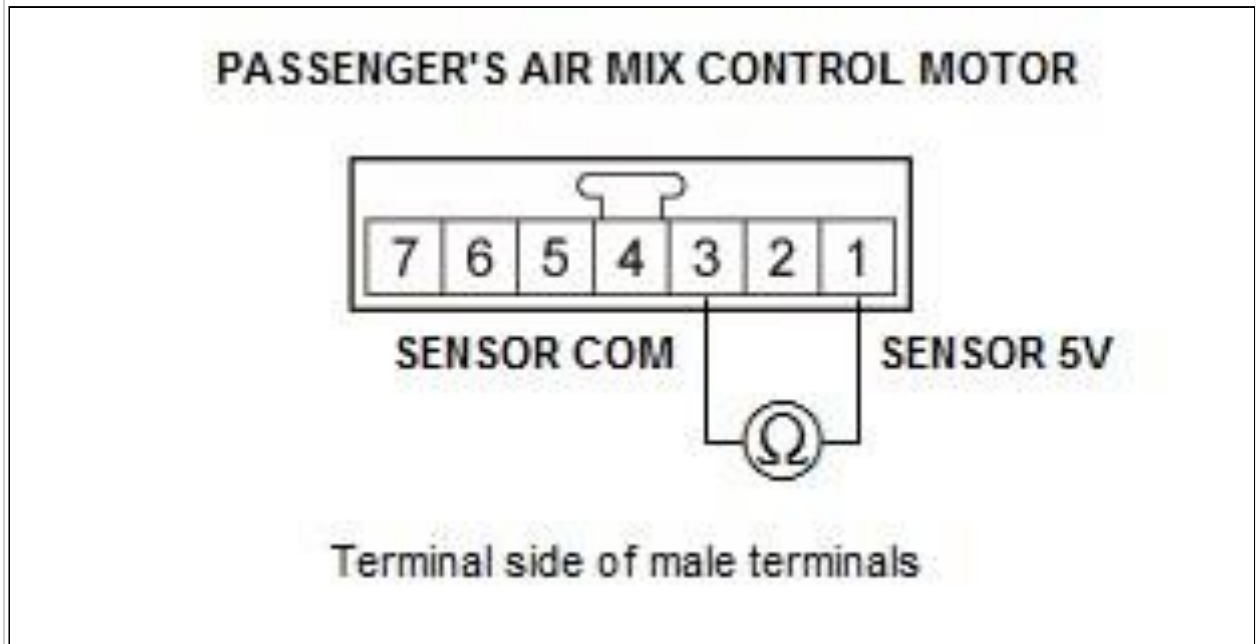 PASSENGER'S AIR MIX CONTROL MOTOR
7 6 5 4 3 2 1
SENSOR COM SENSOR 5V
Ω
Terminal side of male terminals